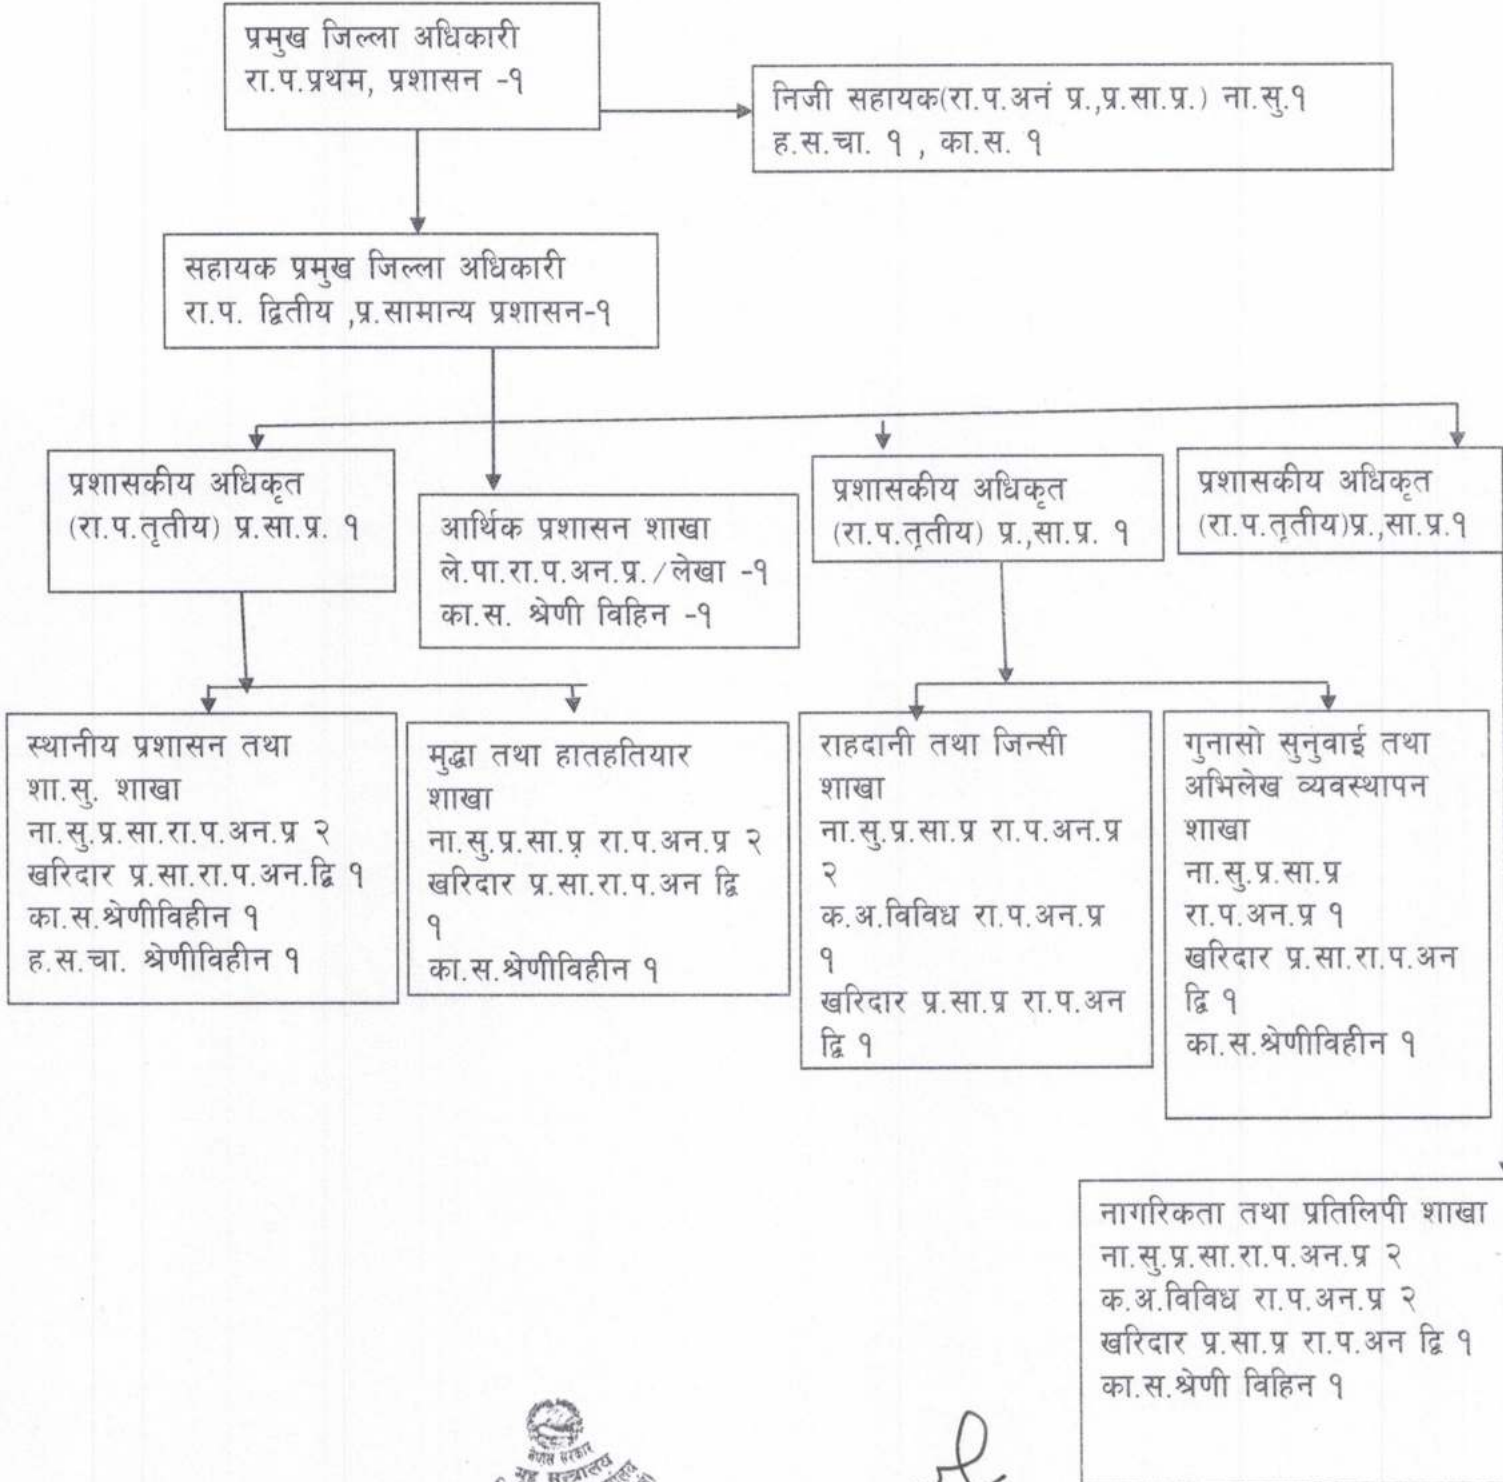 प्रमुख जिल्ला अधिकारी
रा.प.प्रथम, प्रशासन -१
निजी सहायक(रा.प.अनं प्र.,प्र.सा.प्र.) ना.सु.१
ह.स.चा. १ , का.स. १
सहायक प्रमुख जिल्ला अधिकारी
रा.प. द्वितीय ,प्र.सामान्य प्रशासन-१
प्रशासकीय अधिकृत
(रा.प.तृतीय) प्र.सा.प्र. १
आर्थिक प्रशासन शाखा
ले.पा.रा.प.अन.प्र./लेखा -१
का.स. श्रेणी विहिन -१
प्रशासकीय अधिकृत
(रा.प.तृतीय) प्र.,सा.प्र. १
प्रशासकीय अधिकृत
(रा.प.तृतीय)प्र.,सा.प्र.१
स्थानीय प्रशासन तथा
शा.सु. शाखा
ना.सु.प्र.सा.रा.प.अन.प्र २
खरिदार प्र.सा.रा.प.अन.द्वि १
का.स.श्रेणीविहीन १
ह.स.चा. श्रेणीविहीन १
मुद्धा तथा हातहतियार
शाखा
ना.सु.प्र.सा.प्र रा.प.अन.प्र २
खरिदार प्र.सा.रा.प.अन द्वि
१
का.स.श्रेणीविहीन १
राहदानी तथा जिन्सी
शाखा
ना.सु.प्र.सा.प्र रा.प.अन.प्र
२
क.अ.विविध रा.प.अन.प्र
१
खरिदार प्र.सा.प्र रा.प.अन
द्वि १
गुनासो सुनुवाई तथा
अभिलेख व्यवस्थापन
शाखा
ना.सु.प्र.सा.प्र
रा.प.अन.प्र १
खरिदार प्र.सा.रा.प.अन
द्वि १
का.स.श्रेणीविहीन १
नागरिकता तथा प्रतिलिपी शाखा
ना.सु.प्र.सा.रा.प.अन.प्र २
क.अ.विविध रा.प.अन.प्र २
खरिदार प्र.सा.प्र रा.प.अन द्वि १
का.स.श्रेणी विहिन १
नेपाल सरकार
गृह मन्त्रालय